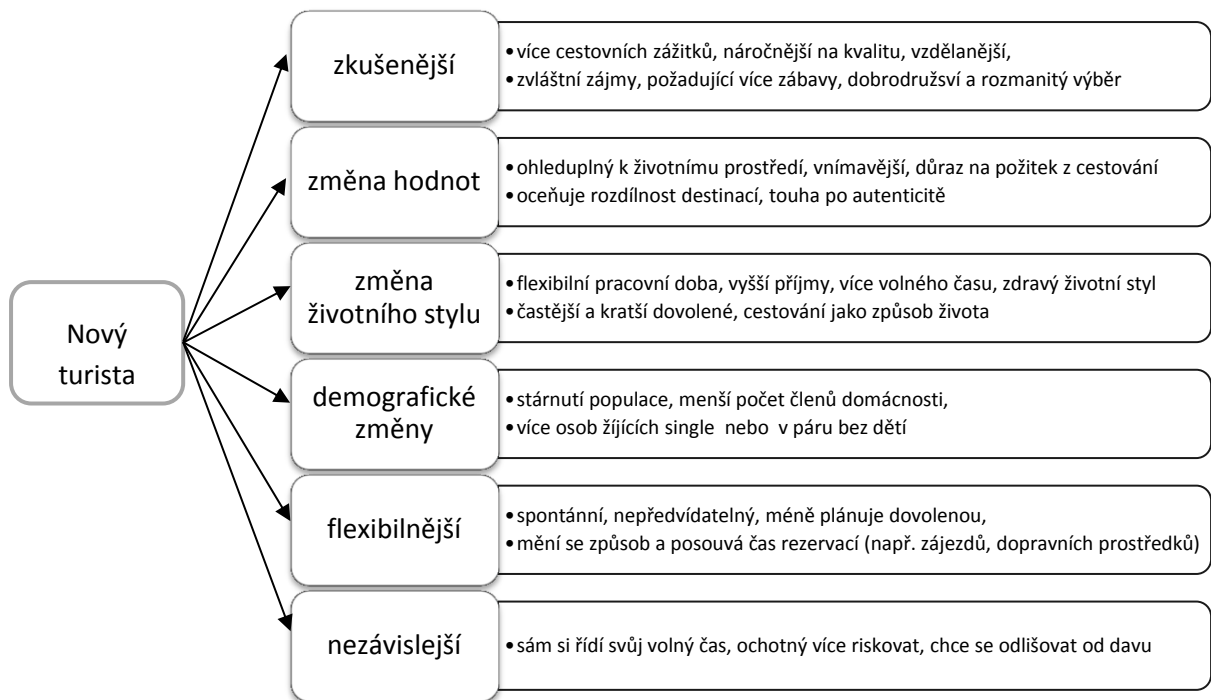 Nový
turista
zkušenější
• více cestovních zážitků, náročnější na kvalitu, vzdělanější,
• zvláštní zájmy, požadující více zábavy, dobrodružsví a rozmanitý výběr
změna hodnot
• ohleduplný k životnímu prostředí, vnímavější, důraz na požitek z cestování
• oceňuje rozdílnost destinací, touha po autenticitě
změna
životního stylu
• flexibilní pracovní doba, vyšší příjmy, více volného času, zdravý životní styl
• častější a kratší dovolené, cestování jako způsob života
demografické
změny
• stárnutí populace, menší počet členů domácnosti,
• více osob žíjících single nebo v páru bez dětí
flexibilnější
• spontánní, nepředvídatelný, méně plánuje dovolenou,
• mění se způsob a posouvá čas rezervací (např. zájezdů, dopravních prostředků)
nezávislejší
• sám si řídí svůj volný čas, ochotný více riskovat, chce se odlišovat od davu